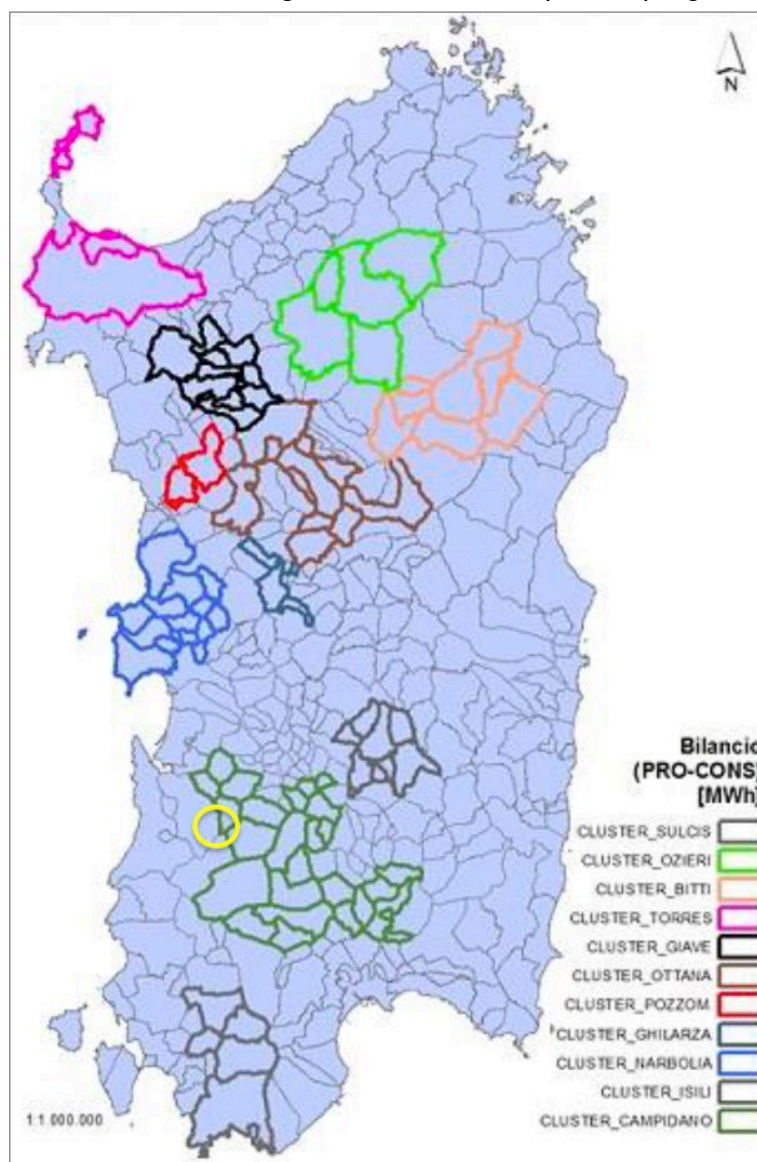 N
Bilancio
(PRO-CONS)
[MWh]
CLUSTER_SULCIS
CLUSTER_OZIERI
CLUSTER_BITTI
CLUSTER_TORRES
CLUSTER_GIAVE
CLUSTER_OTTANA
CLUSTER_POZZOM.
CLUSTER_GHILARZA
CLUSTER_NARBOLIA
CLUSTER_ISILI
CLUSTER_CAMPIDANO
1:1.000.000